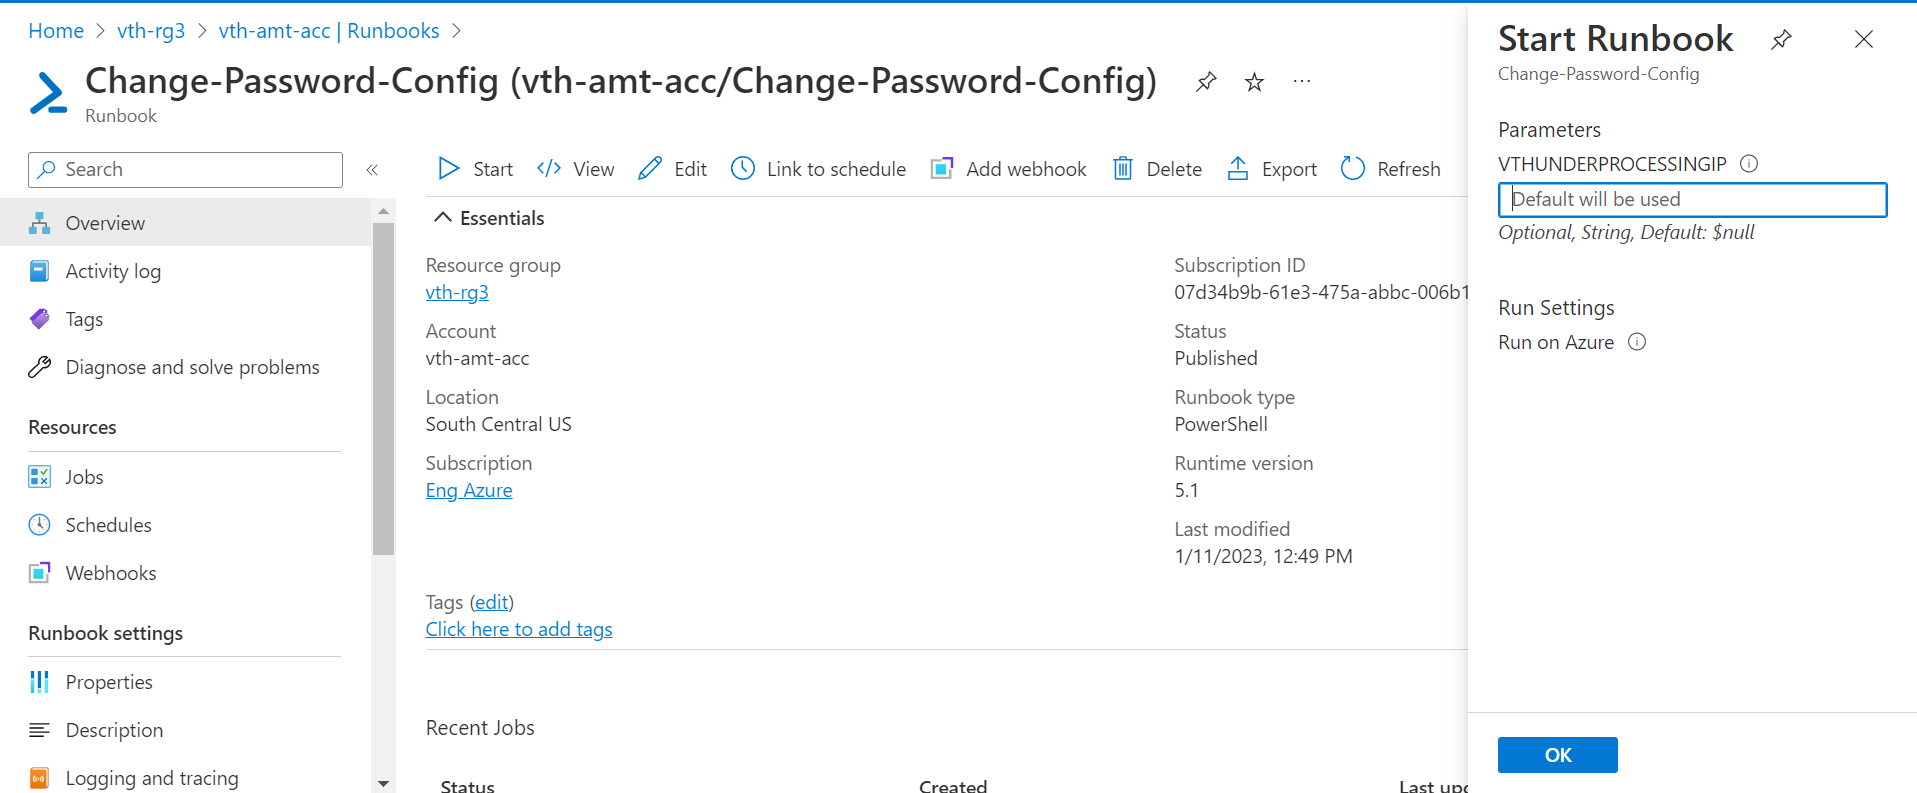 Home > vth-rg3 > vth-amt-acc | Runbooks >
Change-Password-Config (vth-amt-acc/Change-Password-Config) ...
Runbook
Search «
Overview
Activity log
Tags
Diagnose and solve problems
Resources
Jobs
Schedules
Webhooks
Runbook settings
Properties
Description
Logging and tracing
Start View Edit Link to schedule Add webhook Delete Export Refresh
Essentials
Resource group
vth-rg3
Account
vth-amt-acc
Location
South Central US
Subscription
Eng Azure
Subscription ID
07d34b9b-61e3-475a-abbc-006b1
Status
Published
Runbook type
PowerShell
Runtime version
5.1
Last modified
1/11/2023, 12:49 PM
Tags (edit)
Click here to add tags
Recent Jobs
Status Created Last upd
Start Runbook
Change-Password-Config
Parameters
VTHUNDERPROCESSINGIP
Default will be used
Optional, String, Default: $null
Run Settings
Run on Azure
OK